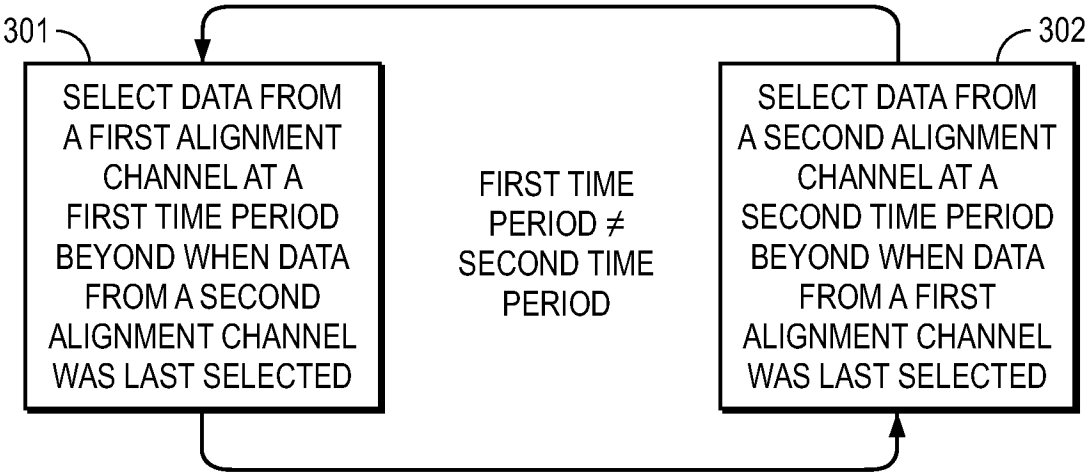 301
SELECT DATA FROM
A FIRST ALIGNMENT
CHANNEL AT A
FIRST TIME PERIOD
BEYOND WHEN DATA
FROM A SECOND
ALIGNMENT CHANNEL
WAS LAST SELECTED
FIRST TIME
PERIOD ≠
SECOND TIME
PERIOD
302
SELECT DATA FROM
A SECOND ALIGNMENT
CHANNEL AT A
SECOND TIME PERIOD
BEYOND WHEN DATA
FROM A FIRST
ALIGNMENT CHANNEL
WAS LAST SELECTED